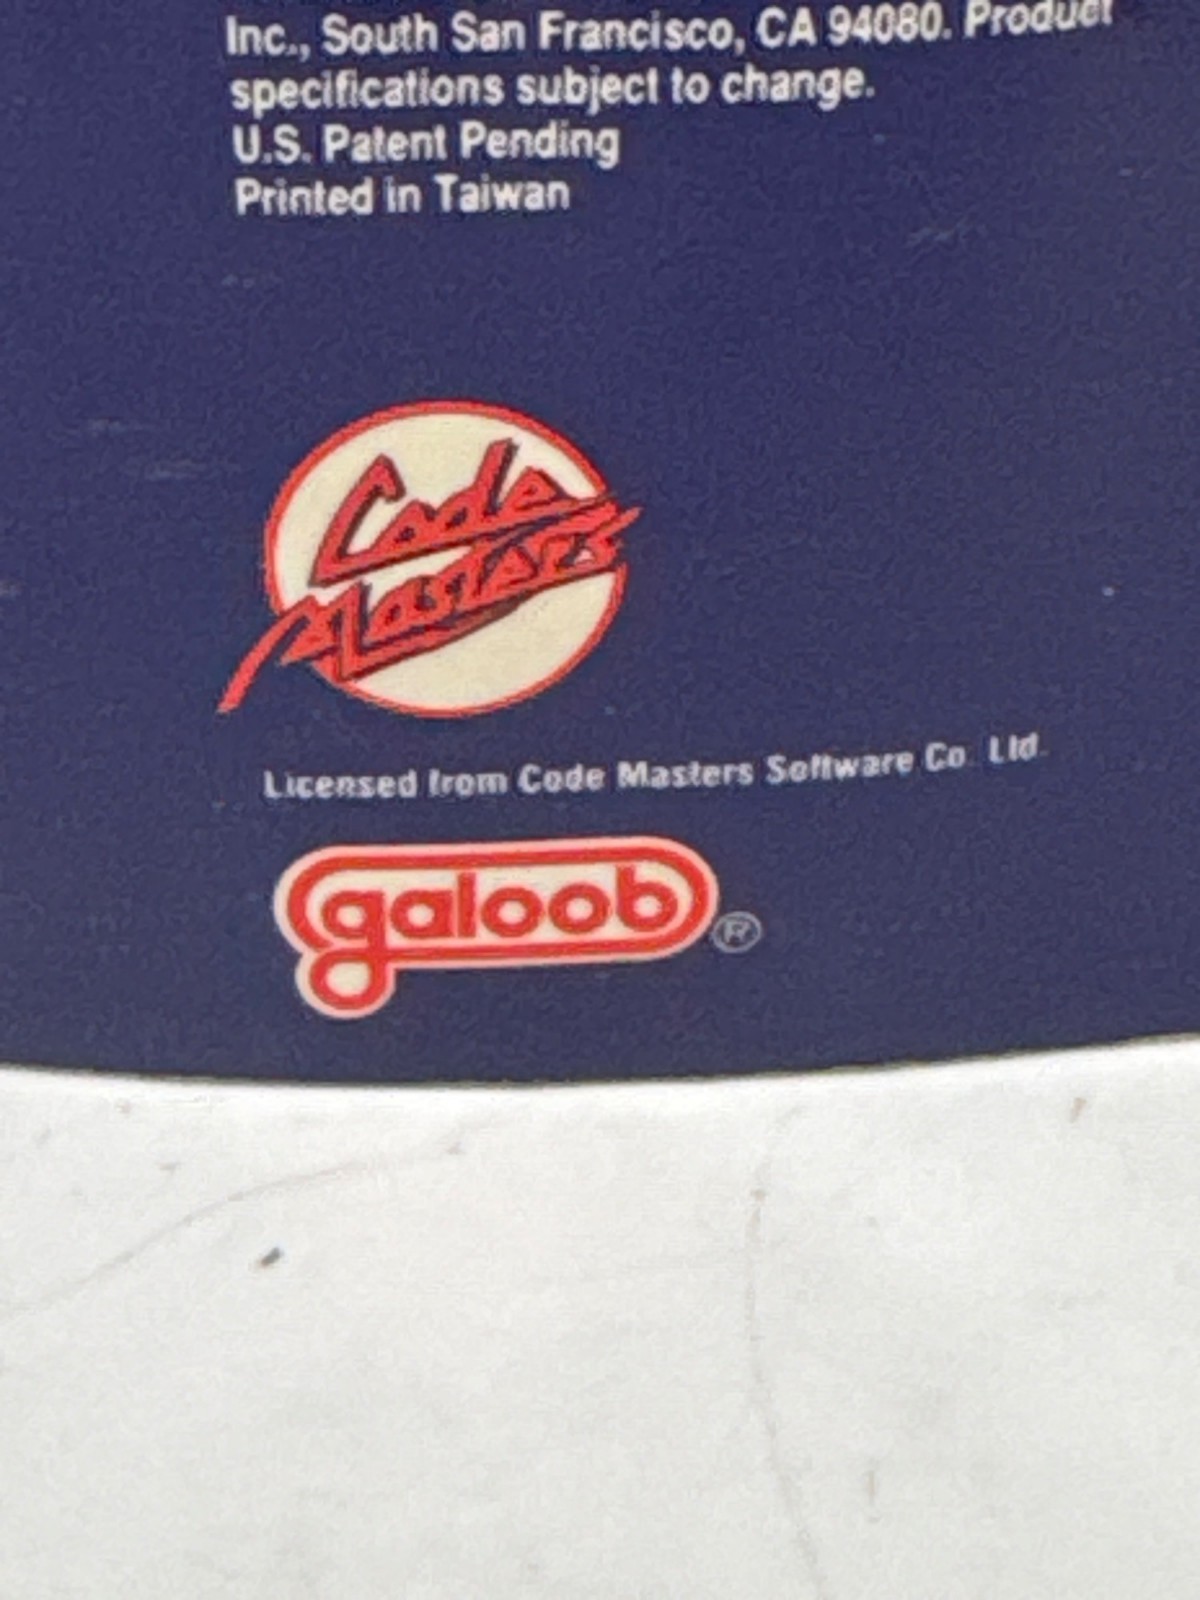 Inc., South San Francisco, CA 94080. Product
specifications subject to change.
U.S. Patent Pending
Printed in Taiwan
Code
Masters
Licensed from Code Masters Software Co. Ltd.
galoob®